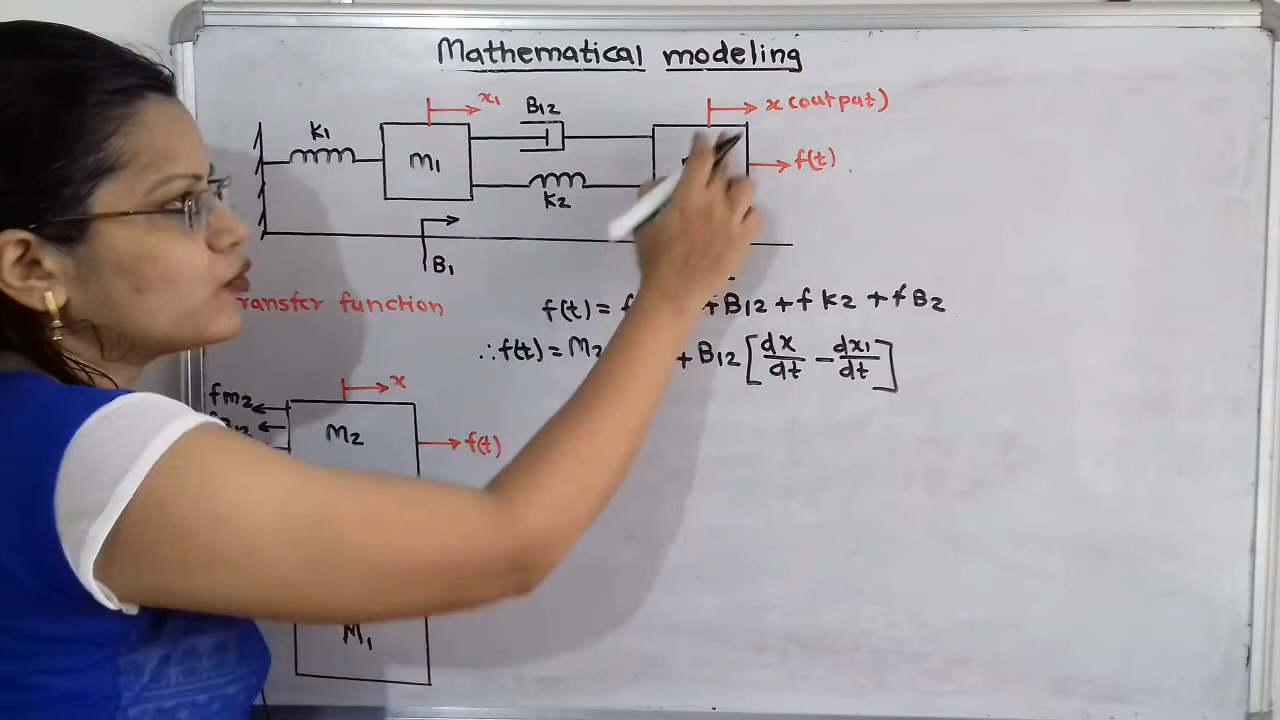 Mathematical modeling
x1
B12
x (output)
K1
M1
f(t)
K2
B1
ransfer function
f(t) = f +B12 + f K2 + f B2
∴f(t) = M2 + B12 [dx/dt - dx1/dt]
fM2
x
M2
f(t)
M1